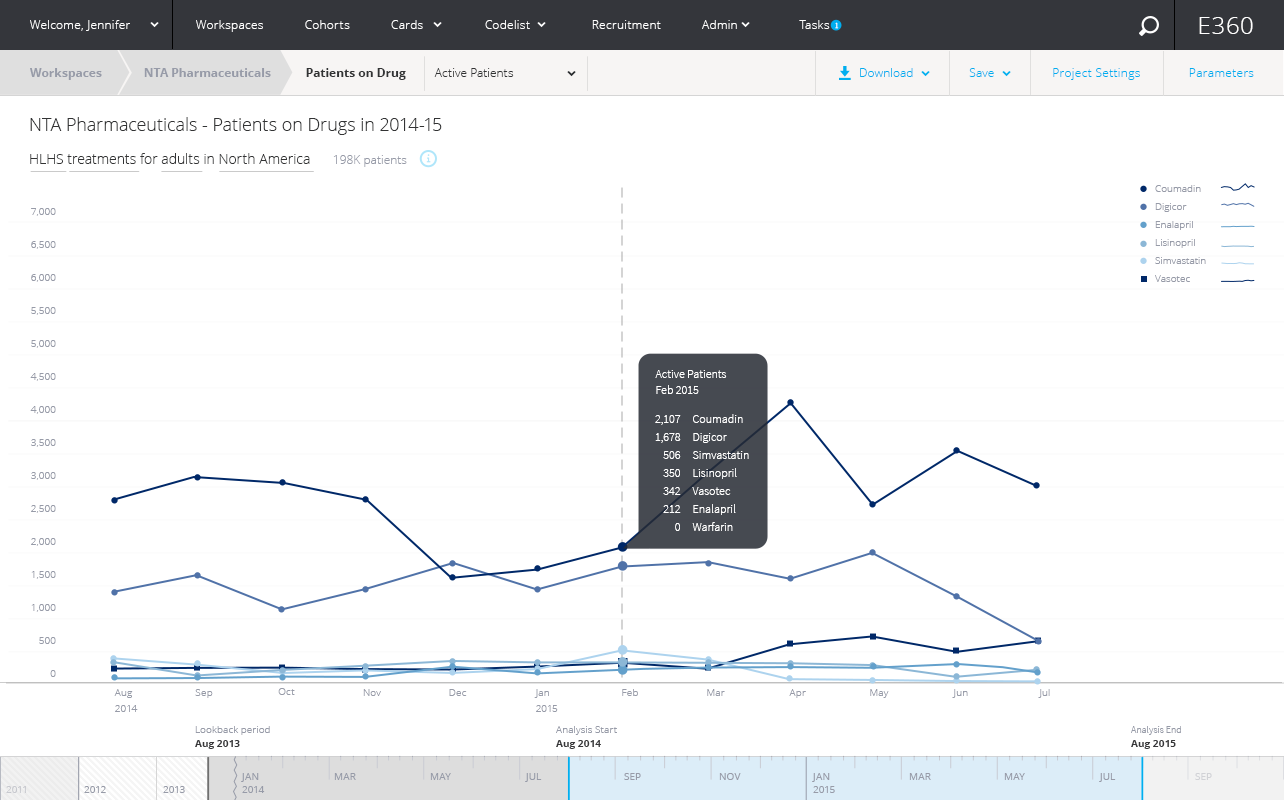 Welcome, Jennifer Workspaces Cohorts Cards Codelist Recruitment Admin Tasks i E360
Workspaces NTA Pharmaceuticals Patients on Drug Active Patients Download Save Project Settings Parameters
NTA Pharmaceuticals - Patients on Drugs in 2014-15
HLHS treatments for adults in North America 198K patients i
Coumadin
Digicor
Enalapril
Lisinopril
Simvastatin
Vasotec
7,000
6,500
6,000
5,500
5,000
4,500
4,000
3,500
3,000
2,500
2,000
1,500
1,000
500
0
Active Patients
Feb 2015
2,107 Coumadin
1,678 Digicor
506 Simvastatin
350 Lisinopril
342 Vasotec
212 Enalapril
0 Warfarin
Aug Sep Oct Nov Dec Jan Feb Mar Apr May Jun Jul
2014 2015
Lookback period Analysis Start Analysis End
Aug 2013 Aug 2014 Aug 2015
JAN MAR MAY JUL SEP NOV JAN MAR MAY JUL SEP
2011 2012 2013 2014 2015